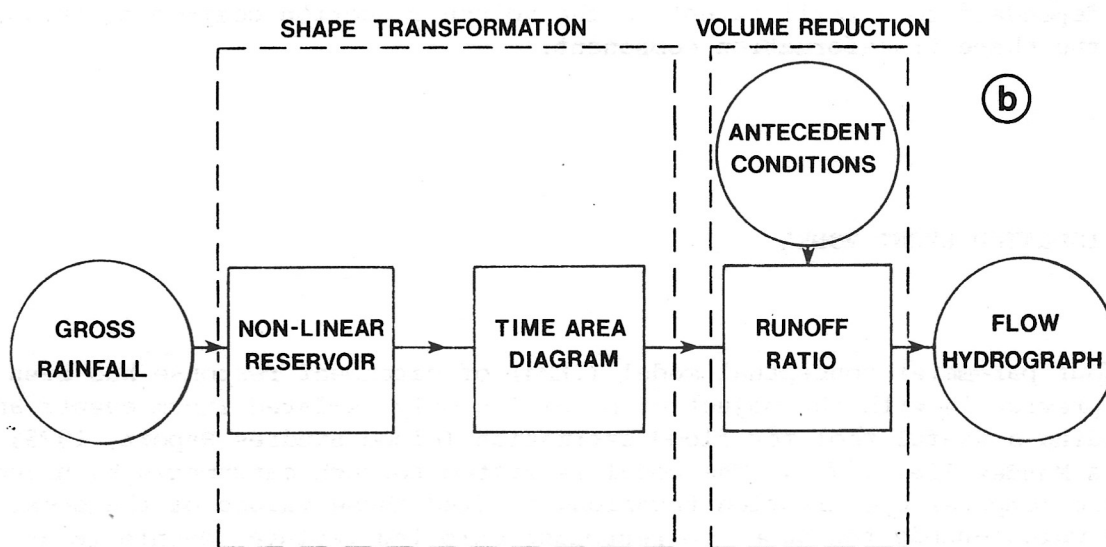 SHAPE TRANSFORMATION
VOLUME REDUCTION
b
ANTECEDENT
CONDITIONS
GROSS
RAINFALL
NON-LINEAR
RESERVOIR
TIME AREA
DIAGRAM
RUNOFF
RATIO
FLOW
HYDROGRAPH